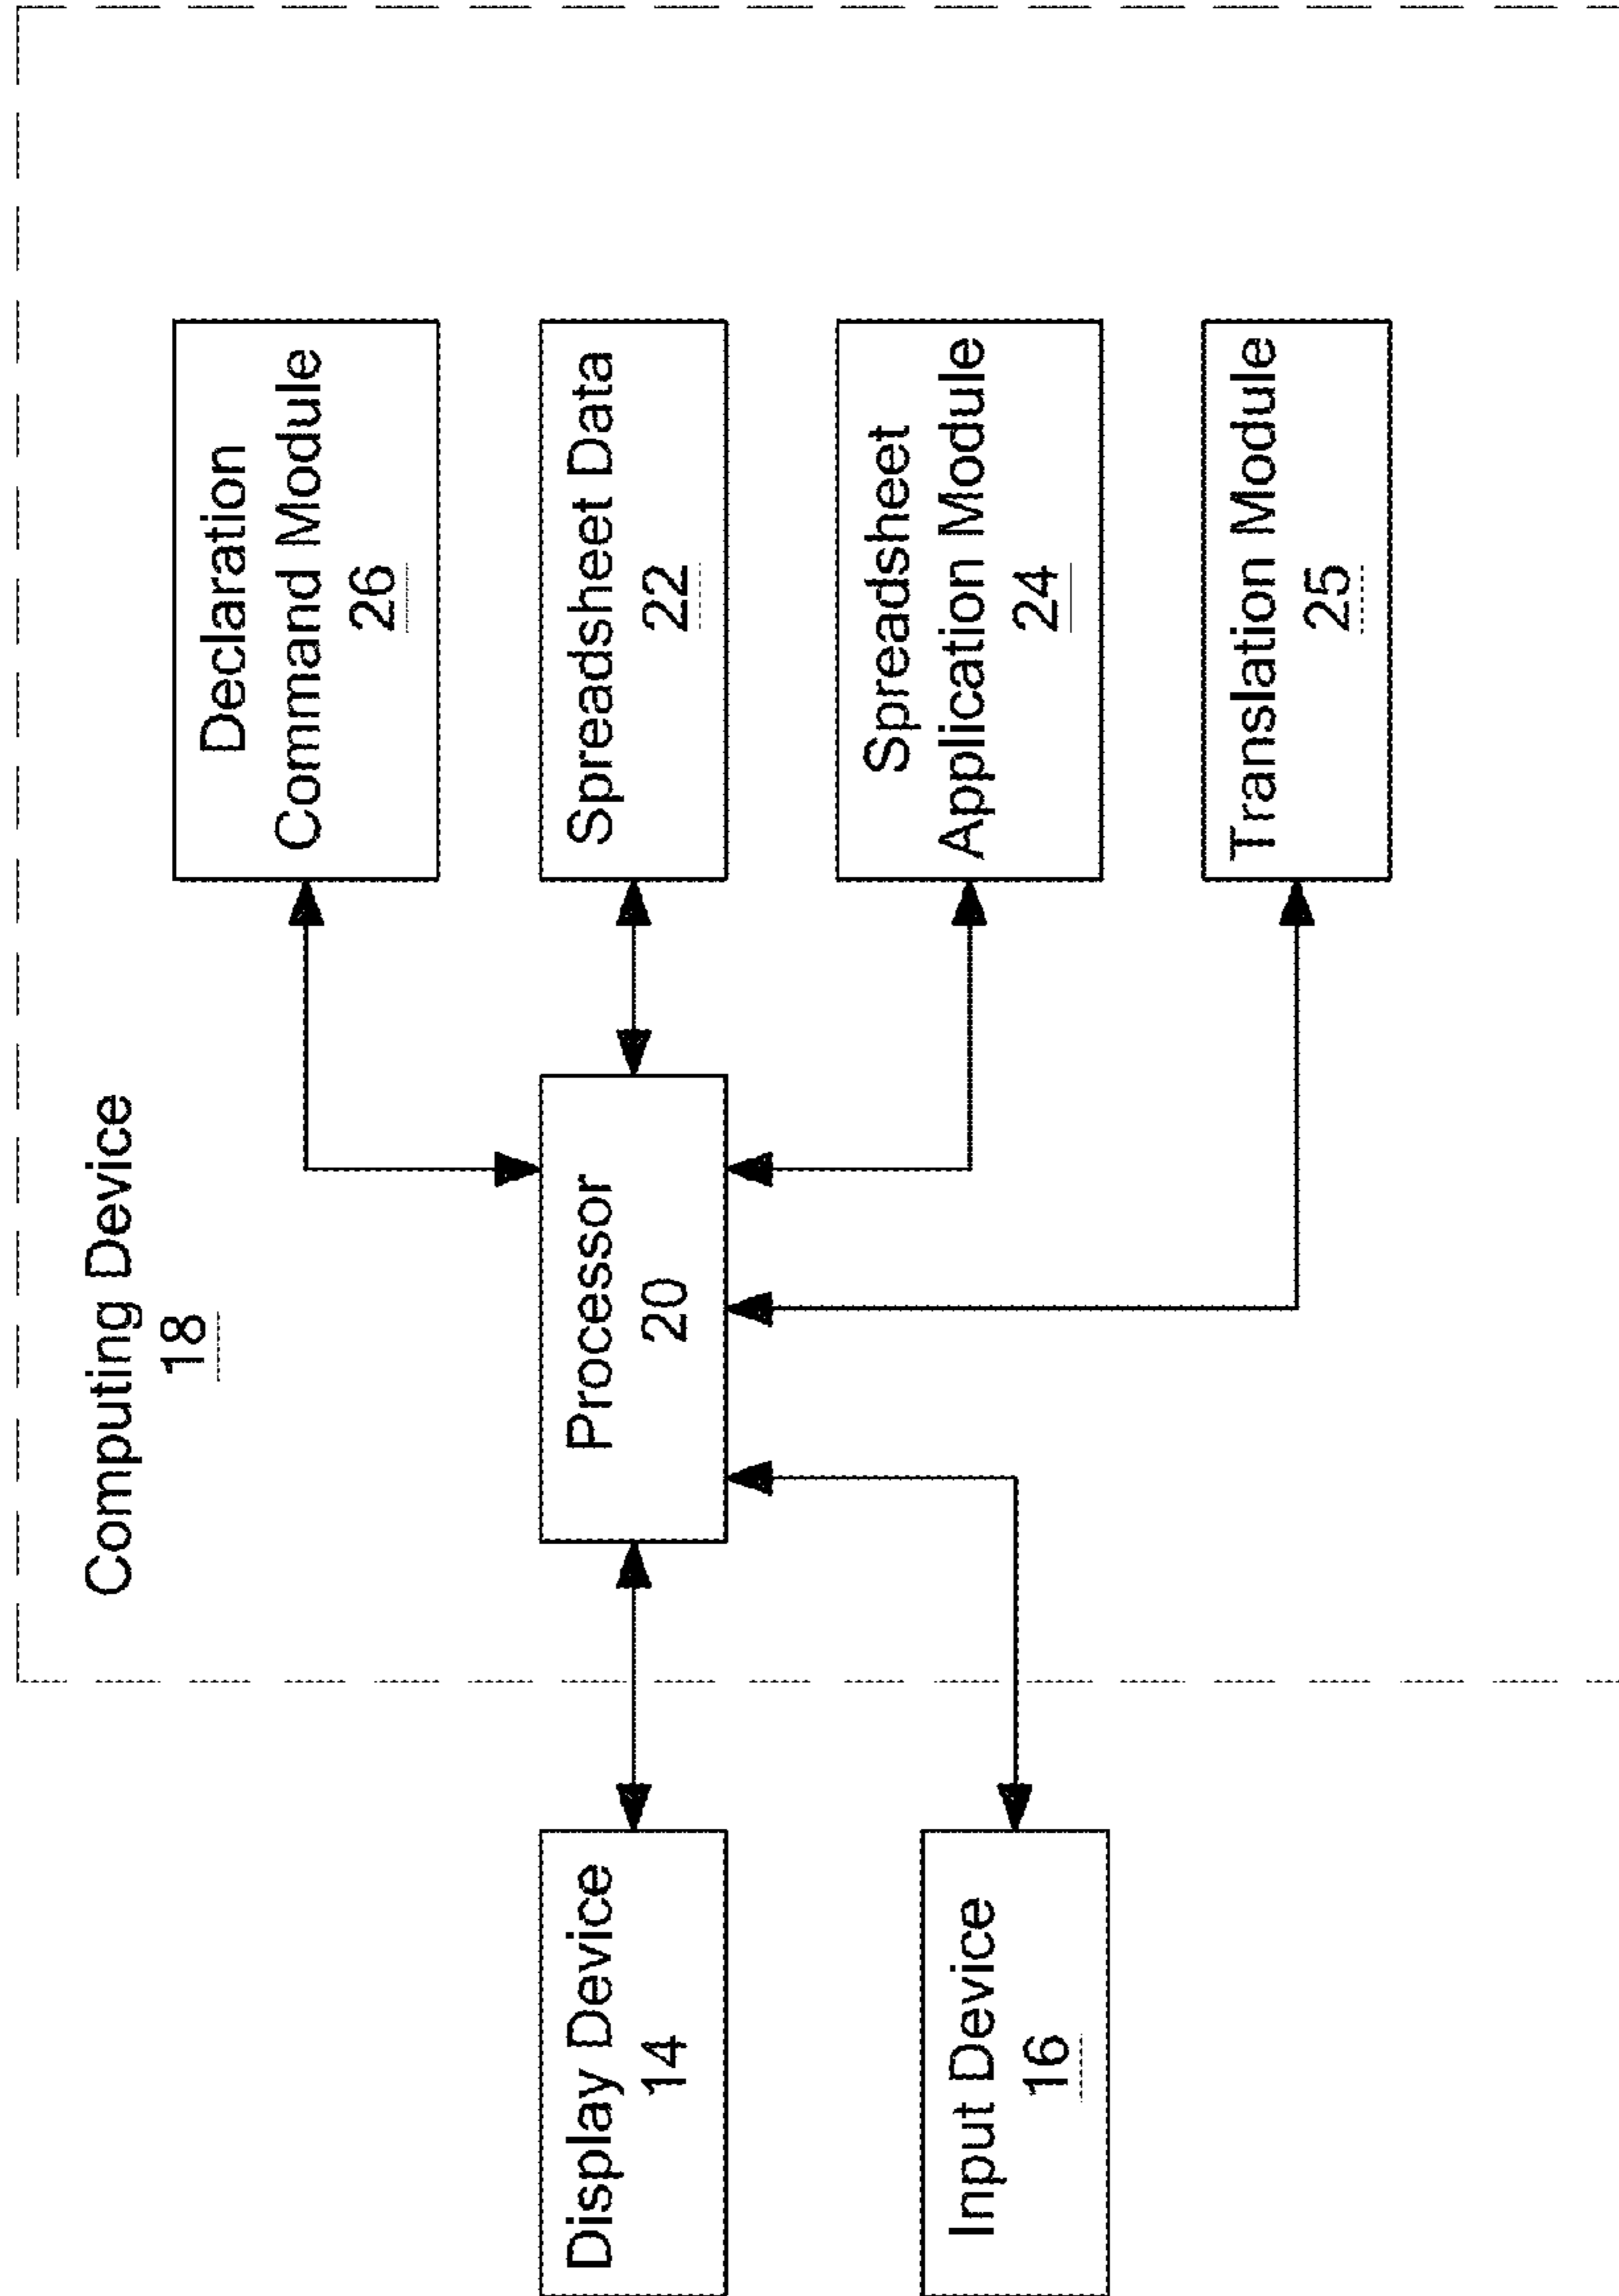 Computing Device
18
Declaration
Command Module
26
Display Device
14
Processor
20
Spreadsheet Data
22
Input Device
16
Spreadsheet
Application Module
24
Translation Module
25